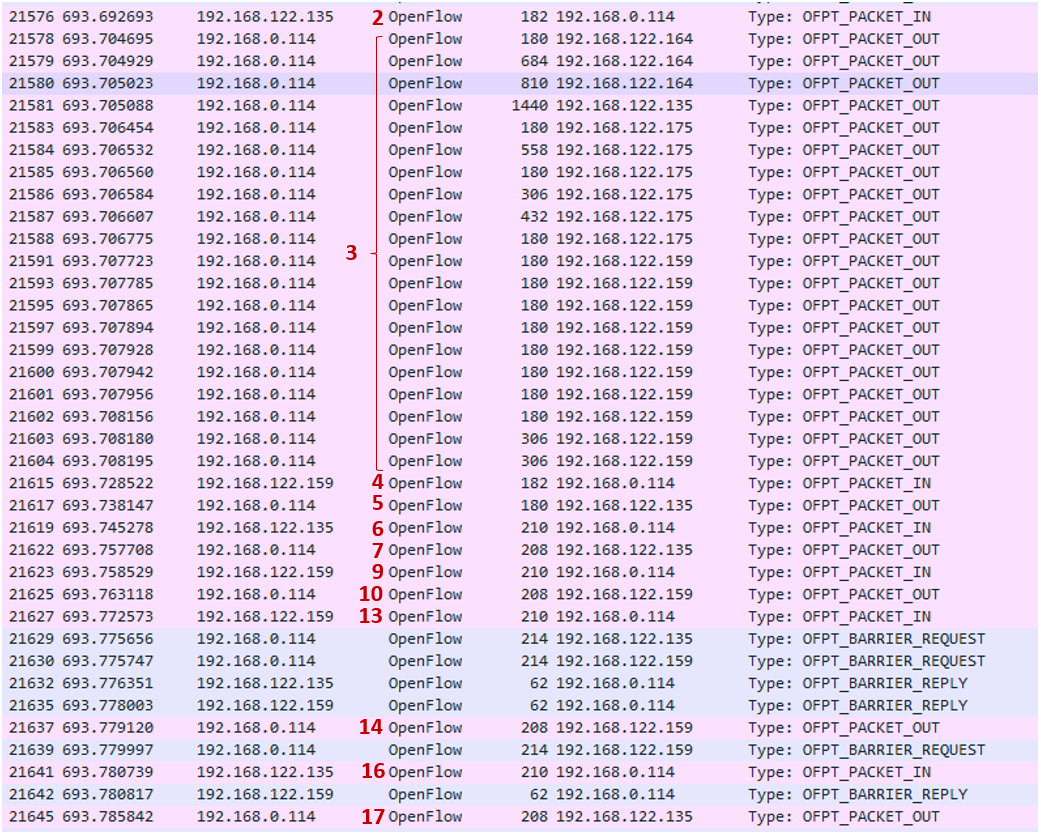 21576 693.692693 192.168.122.135 2 OpenFlow 182 192.168.0.114 Type: OFPT_PACKET_IN
21578 693.704695 192.168.0.114 OpenFlow 180 192.168.122.164 Type: OFPT_PACKET_OUT
21579 693.704929 192.168.0.114 OpenFlow 684 192.168.122.164 Type: OFPT_PACKET_OUT
21580 693.705023 192.168.0.114 OpenFlow 810 192.168.122.164 Type: OFPT_PACKET_OUT
21581 693.705088 192.168.0.114 OpenFlow 1440 192.168.122.135 Type: OFPT_PACKET_OUT
21583 693.706454 192.168.0.114 OpenFlow 180 192.168.122.175 Type: OFPT_PACKET_OUT
21584 693.706532 192.168.0.114 OpenFlow 558 192.168.122.175 Type: OFPT_PACKET_OUT
21585 693.706560 192.168.0.114 OpenFlow 180 192.168.122.175 Type: OFPT_PACKET_OUT
21586 693.706584 192.168.0.114 OpenFlow 306 192.168.122.175 Type: OFPT_PACKET_OUT
21587 693.706607 192.168.0.114 OpenFlow 432 192.168.122.175 Type: OFPT_PACKET_OUT
21588 693.706775 192.168.0.114 OpenFlow 180 192.168.122.175 Type: OFPT_PACKET_OUT
3
21591 693.707723 192.168.0.114 OpenFlow 180 192.168.122.159 Type: OFPT_PACKET_OUT
21593 693.707785 192.168.0.114 OpenFlow 180 192.168.122.159 Type: OFPT_PACKET_OUT
21595 693.707865 192.168.0.114 OpenFlow 180 192.168.122.159 Type: OFPT_PACKET_OUT
21597 693.707894 192.168.0.114 OpenFlow 180 192.168.122.159 Type: OFPT_PACKET_OUT
21599 693.707928 192.168.0.114 OpenFlow 180 192.168.122.159 Type: OFPT_PACKET_OUT
21600 693.707942 192.168.0.114 OpenFlow 180 192.168.122.159 Type: OFPT_PACKET_OUT
21601 693.707956 192.168.0.114 OpenFlow 180 192.168.122.159 Type: OFPT_PACKET_OUT
21602 693.708156 192.168.0.114 OpenFlow 180 192.168.122.159 Type: OFPT_PACKET_OUT
21603 693.708180 192.168.0.114 OpenFlow 306 192.168.122.159 Type: OFPT_PACKET_OUT
21604 693.708195 192.168.0.114 OpenFlow 306 192.168.122.159 Type: OFPT_PACKET_OUT
21615 693.728522 192.168.122.159 4 OpenFlow 182 192.168.0.114 Type: OFPT_PACKET_IN
21617 693.738147 192.168.0.114 5 OpenFlow 180 192.168.122.135 Type: OFPT_PACKET_OUT
21619 693.745278 192.168.122.135 6 OpenFlow 210 192.168.0.114 Type: OFPT_PACKET_IN
21622 693.757708 192.168.0.114 7 OpenFlow 208 192.168.122.135 Type: OFPT_PACKET_OUT
21623 693.758529 192.168.122.159 9 OpenFlow 210 192.168.0.114 Type: OFPT_PACKET_IN
21625 693.763118 192.168.0.114 10 OpenFlow 208 192.168.122.159 Type: OFPT_PACKET_OUT
21627 693.772573 192.168.122.159 13 OpenFlow 210 192.168.0.114 Type: OFPT_PACKET_IN
21629 693.775656 192.168.0.114 OpenFlow 214 192.168.122.135 Type: OFPT_BARRIER_REQUEST
21630 693.775747 192.168.0.114 OpenFlow 214 192.168.122.159 Type: OFPT_BARRIER_REQUEST
21632 693.776351 192.168.122.135 OpenFlow 62 192.168.0.114 Type: OFPT_BARRIER_REPLY
21635 693.778003 192.168.122.159 OpenFlow 62 192.168.0.114 Type: OFPT_BARRIER_REPLY
21637 693.779120 192.168.0.114 14 OpenFlow 208 192.168.122.159 Type: OFPT_PACKET_OUT
21639 693.779997 192.168.0.114 OpenFlow 214 192.168.122.159 Type: OFPT_BARRIER_REQUEST
21641 693.780739 192.168.122.135 16 OpenFlow 210 192.168.0.114 Type: OFPT_PACKET_IN
21642 693.780817 192.168.122.159 OpenFlow 62 192.168.0.114 Type: OFPT_BARRIER_REPLY
21645 693.785842 192.168.0.114 17 OpenFlow 208 192.168.122.135 Type: OFPT_PACKET_OUT